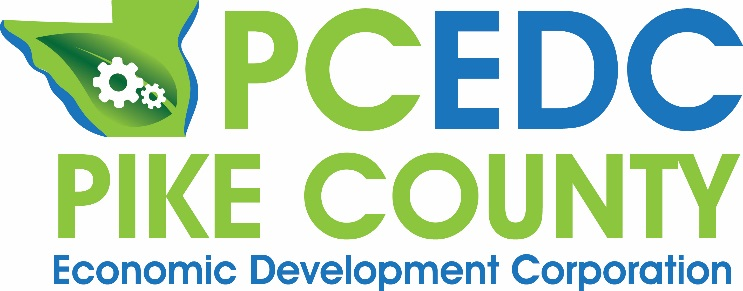 PCEDC
PIKE COUNTY
Economic Development Corporation